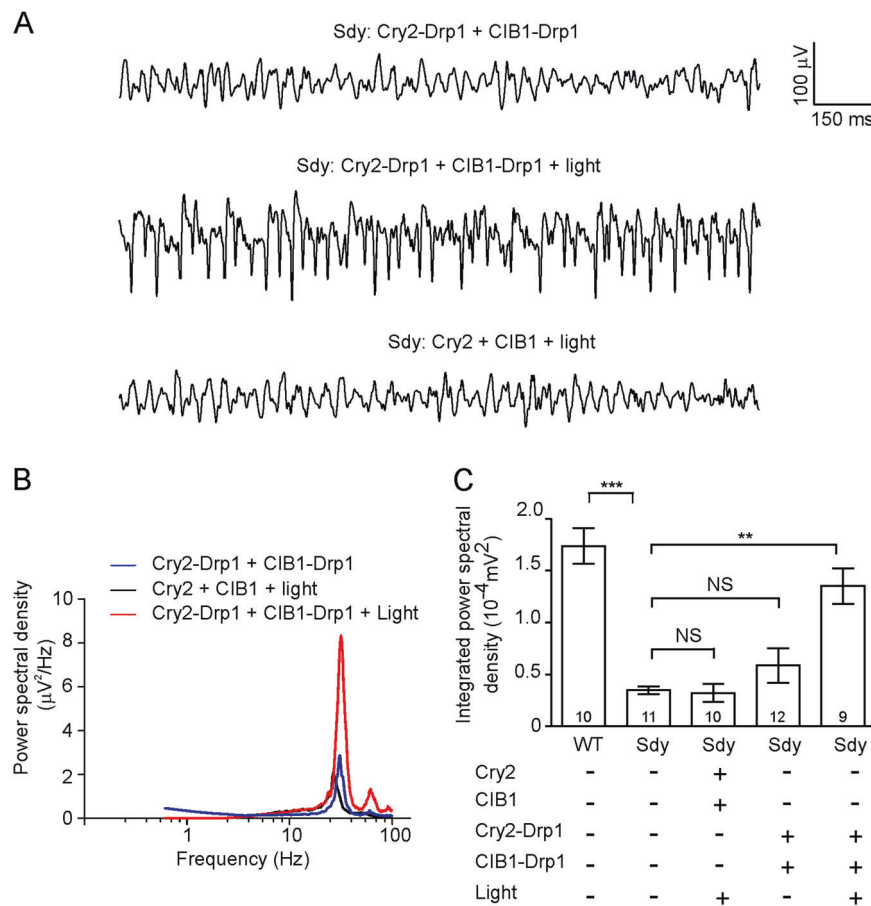 A
Sdy: Cry2-Drp1 + CIB1-Drp1
100 µV
150 ms
Sdy: Cry2-Drp1 + CIB1-Drp1 + light
Sdy: Cry2 + CIB1 + light
B
Cry2-Drp1 + CIB1-Drp1
Cry2 + CIB1 + light
Cry2-Drp1 + CIB1-Drp1 + Light
Power spectral density
(µV²/Hz)
10
8
6
4
2
0
1 10 100
Frequency (Hz)
C
Integrated power spectral
density (10⁻⁴mV²)
2.0
1.5
1.0
0.5
0
***
**
NS
NS
10 11 10 12 9
WT Sdy Sdy Sdy Sdy
Cry2 - - + - -
CIB1 - - + - -
Cry2-Drp1 - - - + +
CIB1-Drp1 - - - + +
Light - - + - +